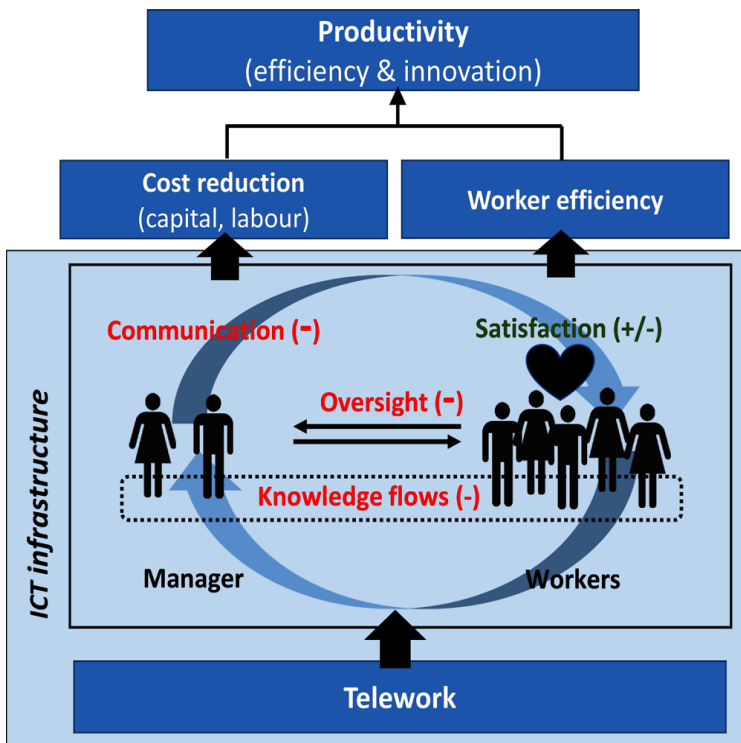 Productivity
(efficiency & innovation)
Cost reduction
(capital, labour)
Worker efficiency
Communication (-)
Satisfaction (+/-)
Oversight (-)
Knowledge flows (-)
Manager
Workers
ICT infrastructure
Telework